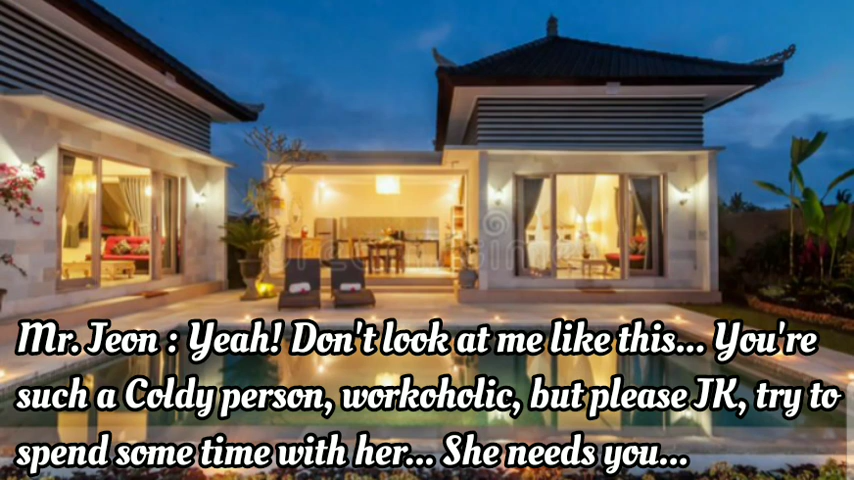 Mr. Jeon : Yeah! Don't look at me like this... You're
such a Coldy person, workoholic, but please JK, try to
spend some time with her... She needs you...